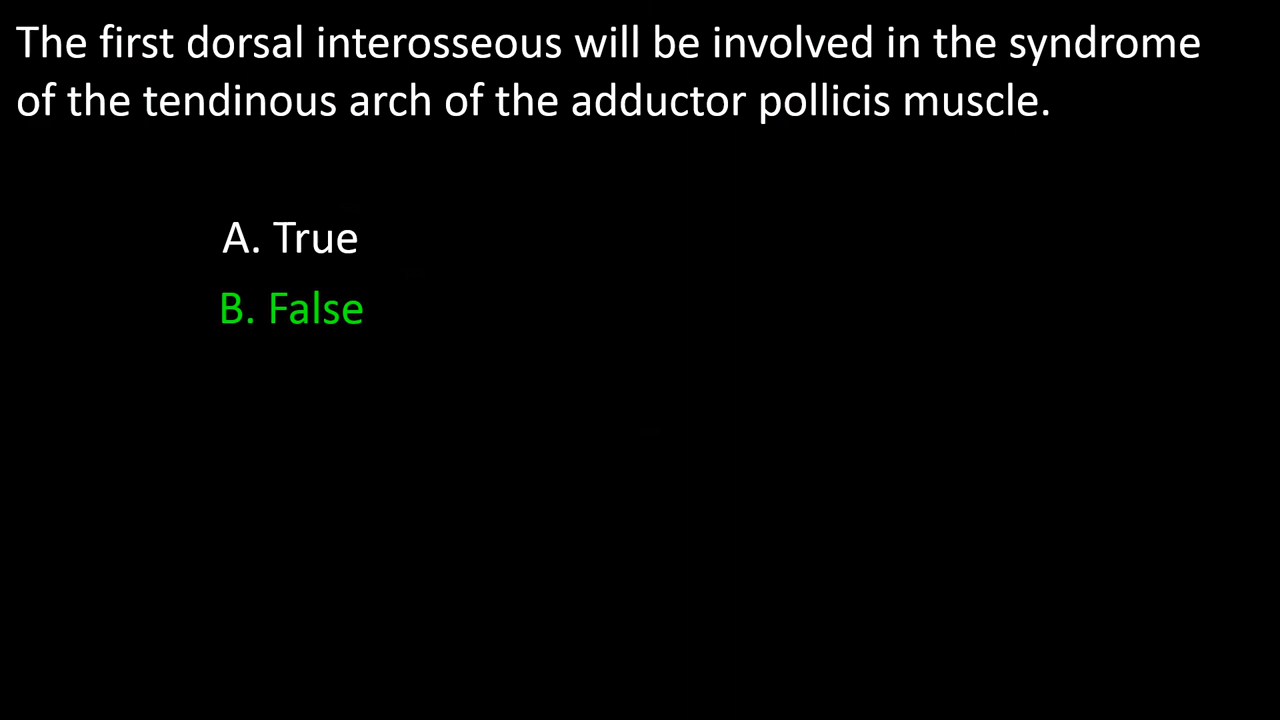 The first dorsal interosseous will be involved in the syndrome
of the tendinous arch of the adductor pollicis muscle.
A. True
B. False